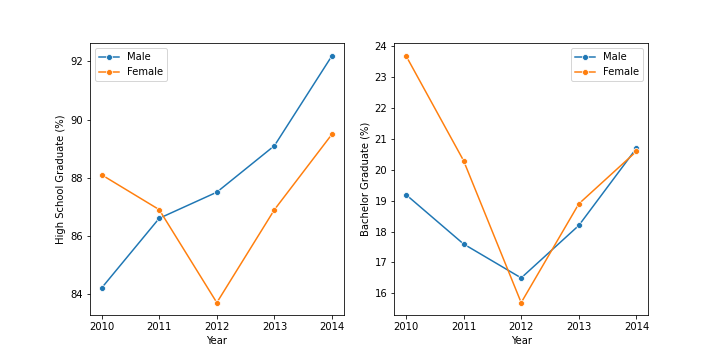 Male
Female
High School Graduate (%)
92
90
88
86
84
2010 2011 2012 2013 2014
Year
Male
Female
Bachelor Graduate (%)
24
23
22
21
20
19
18
17
16
2010 2011 2012 2013 2014
Year